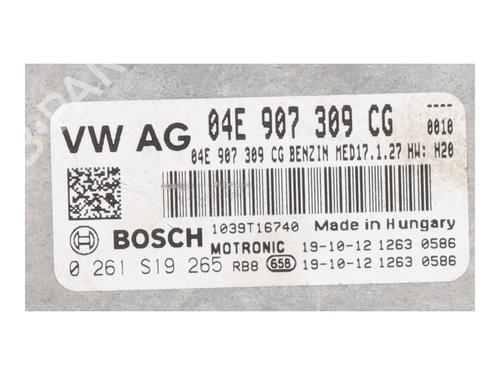 VW AG 04E 907 309 CG ---- 0010
04E 907 309 CG BENZIN MED17.1.27 HW: H20
1039T16740 Made in Hungary
BOSCH MOTRONIC 19-10-12 1263 0586
0 261 S19 265 RBB 658 19-10-12 1263 0586